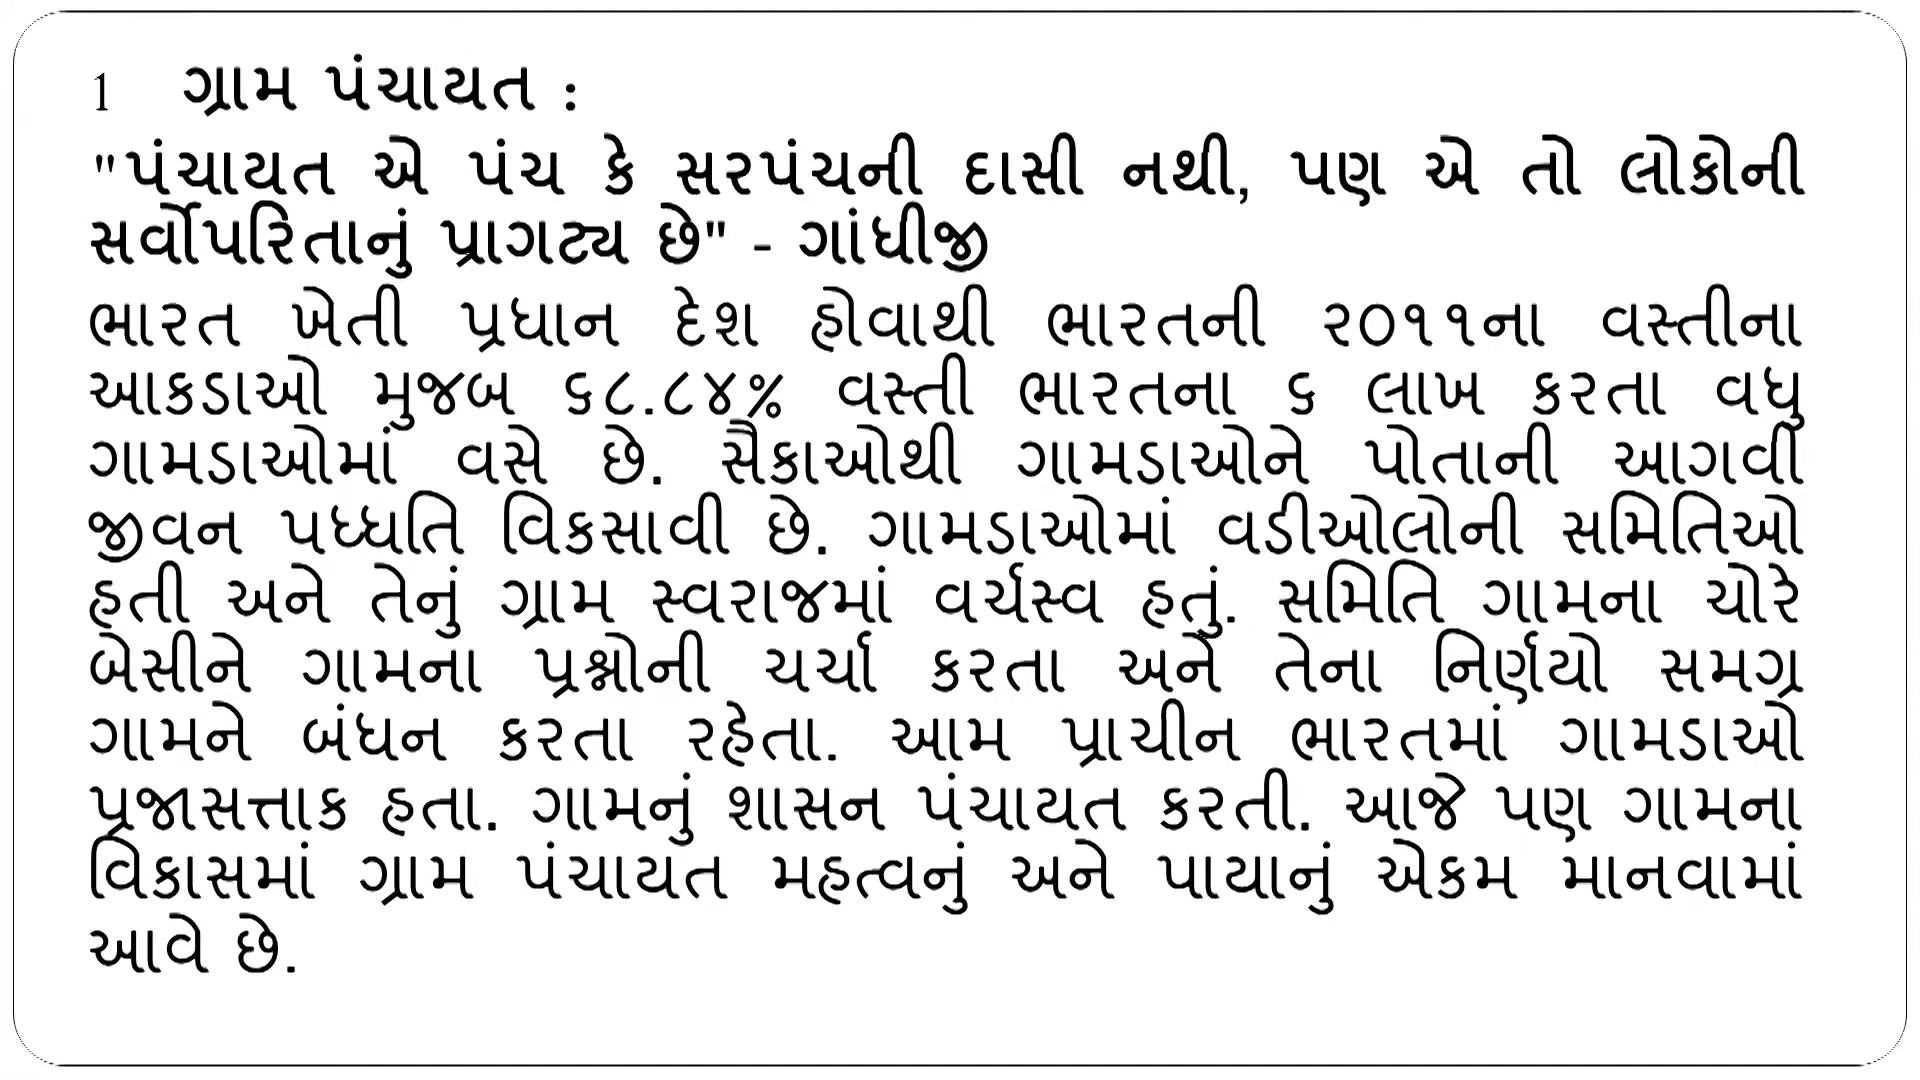 1 ગ્રામ પંચાયત :
"પંચાયત એ પંચ કે સરપંચની દાસી નથી, પણ એ તો લોકોની
સર્વોપરિતાનું પ્રાગટ્ય છે" - ગાંધીજી
ભારત ખેતી પ્રધાન દેશ હોવાથી ભારતની ૨૦૧૧ના વસ્તીના
આકડાઓ મુજબ ૬૮.૮૪% વસ્તી ભારતના ૬ લાખ કરતા વધુ
ગામડાઓમાં વસે છે. સૈકાઓથી ગામડાઓને પોતાની આગવી
જીવન પધ્ધતિ વિકસાવી છે. ગામડાઓમાં વડીઓલોની સમિતિઓ
હતી અને તેનું ગ્રામ સ્વરાજમાં વર્ચસ્વ હતું. સમિતિ ગામના ચોરે
બેસીને ગામના પ્રશ્નોની ચર્ચા કરતા અને તેના નિર્ણયો સમગ્ર
ગામને બંધન કરતા રહેતા. આમ પ્રાચીન ભારતમાં ગામડાઓ
પ્રજાસત્તાક હતા. ગામનું શાસન પંચાયત કરતી. આજે પણ ગામના
વિકાસમાં ગ્રામ પંચાયત મહત્વનું અને પાયાનું એકમ માનવામાં
આવે છે.